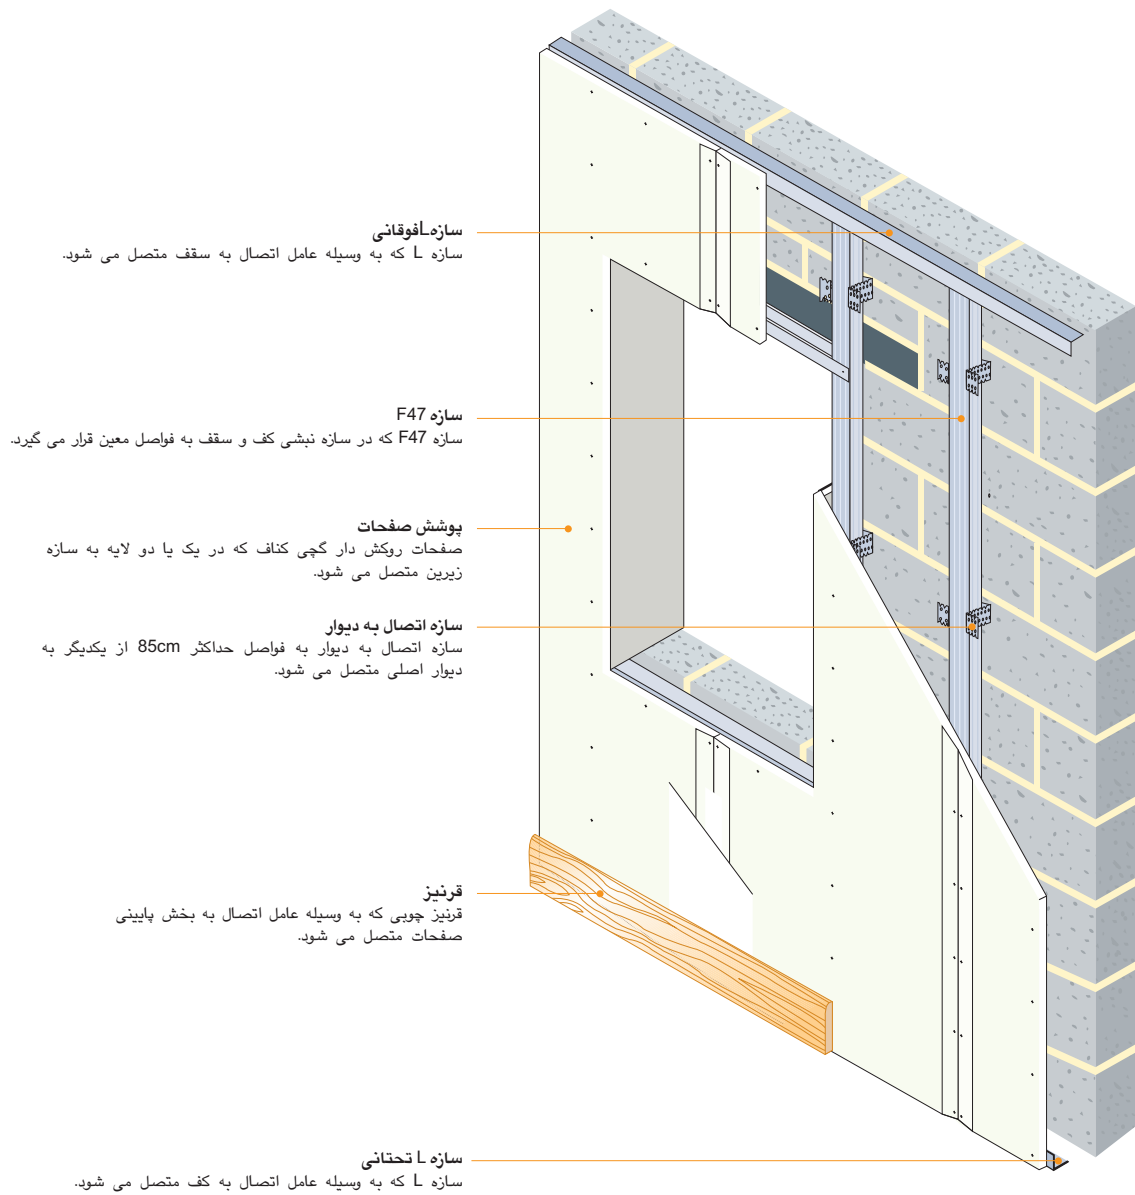 سازه Lفوقانی
سازه L که به وسیله عامل اتصال به سقف متصل می شود.
سازه F47
سازه F47 که در سازه نبشی کف و سقف به فواصل معین قرار می گیرد.
پوشش صفحات
صفحات روکش دار گچی کناف که در یک یا دو لایه به سازه
زیرین متصل می شود.
سازه اتصال به دیوار
سازه اتصال به دیوار به فواصل حداکثر 85cm از یکدیگر به
دیوار اصلی متصل می شود.
قرنیز
قرنیز چوبی که به وسیله عامل اتصال به بخش پایینی
صفحات متصل می شود.
سازه L تحتانی
سازه L که به وسیله عامل اتصال به کف متصل می شود.